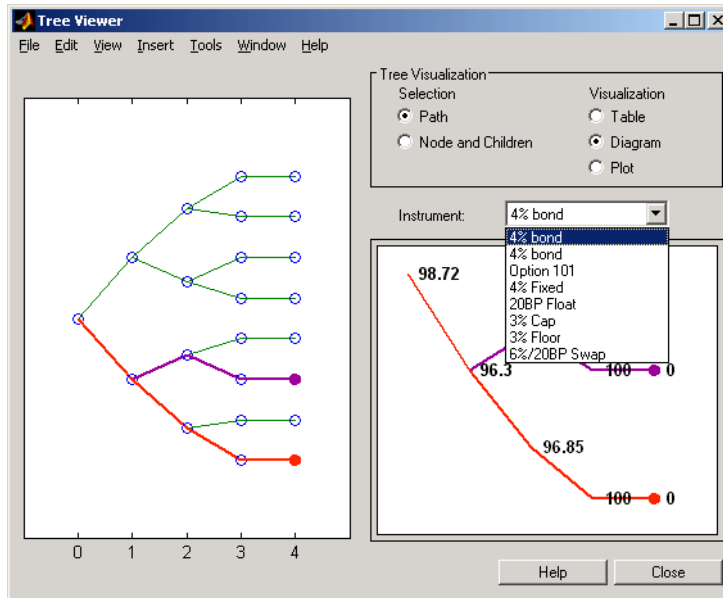 Tree Viewer
File Edit View Insert Tools Window Help
Tree Visualization
Selection Visualization
Path Table
Node and Children Diagram
Plot
Instrument: 4% bond
4% bond
4% bond
Option 101
4% Fixed
20BP Float
3% Cap
3% Floor
6%/20BP Swap
98.72
96.3 100 0
96.85
100 0
0 1 2 3 4
Help Close